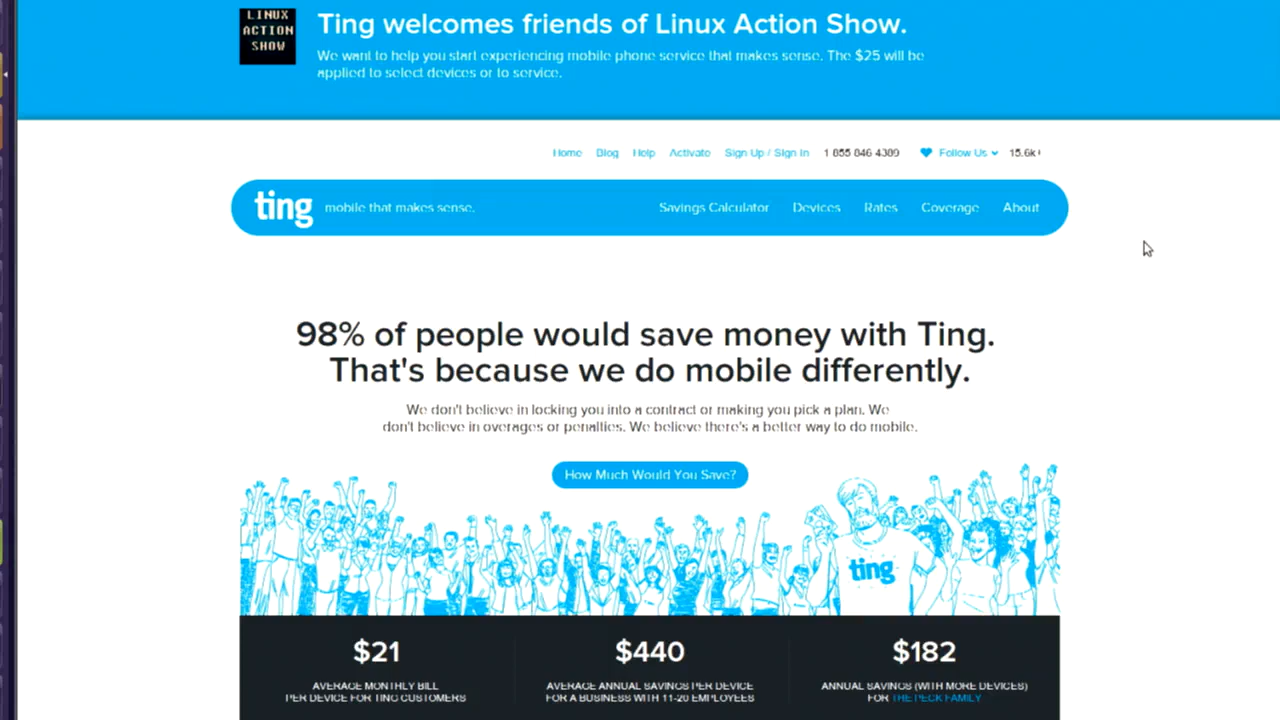 LINUX
ACTION
SHOW
Ting welcomes friends of Linux Action Show.
We want to help you start experiencing mobile phone service that makes sense. The $25 will be
applied to select devices or to service.
Home Blog Help Activate Sign Up / Sign In 1 855 846 4389 Follow Us 15.6k+
ting mobile that makes sense. Savings Calculator Devices Rates Coverage About
98% of people would save money with Ting.
That's because we do mobile differently.
We don't believe in locking you into a contract or making you pick a plan. We
don't believe in overages or penalties. We believe there's a better way to do mobile.
How Much Would You Save?
ting
$21 $440 $182
AVERAGE MONTHLY BILL AVERAGE ANNUAL SAVINGS PER DEVICE ANNUAL SAVINGS (WITH MORE DEVICES)
PER DEVICE FOR TING CUSTOMERS FOR A BUSINESS WITH 11-20 EMPLOYEES FOR THE PECK FAMILY